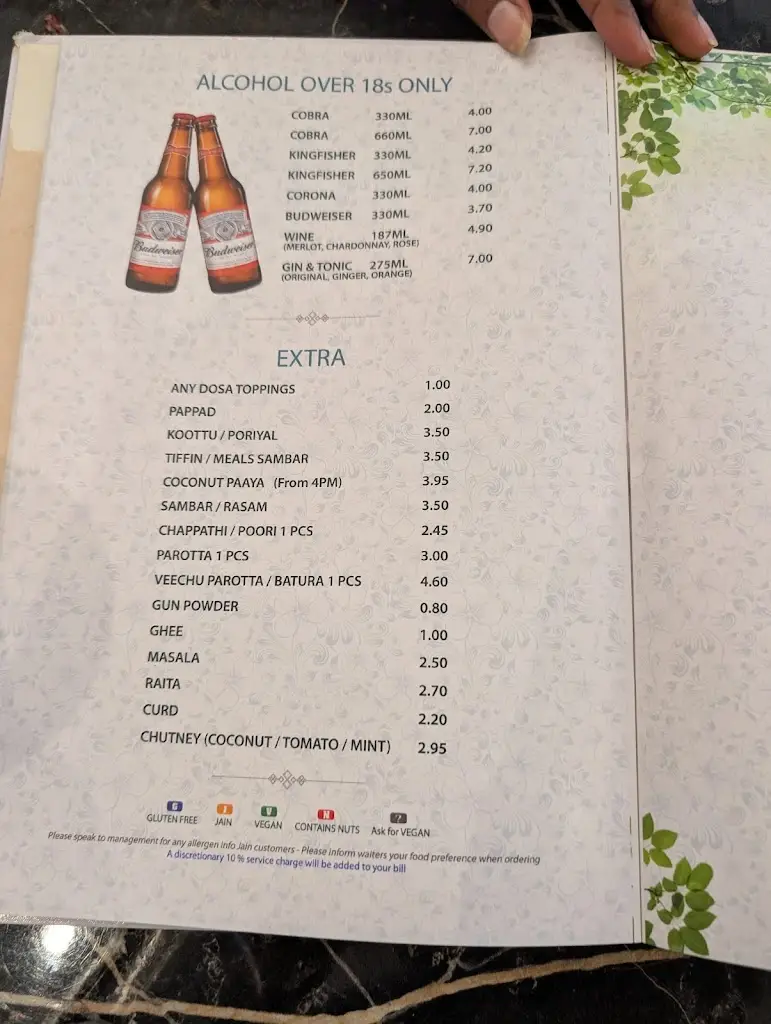 ALCOHOL OVER 18s ONLY
COBRA 330ML 4.00
COBRA 660ML 7.00
KINGFISHER 330ML 4.20
KINGFISHER 650ML 7.20
CORONA 330ML 4.00
BUDWEISER 330ML 3.70
WINE 187ML 4.90
(MERLOT, CHARDONNAY, ROSE)
GIN & TONIC 275ML 7.00
(ORIGINAL, GINGER, ORANGE)
Budweiser Budweiser
EXTRA
ANY DOSA TOPPINGS 1.00
PAPPAD 2.00
KOOTTU / PORIYAL 3.50
TIFFIN / MEALS SAMBAR 3.50
COCONUT PAAYA (From 4PM) 3.95
SAMBAR / RASAM 3.50
CHAPPATHI / POORI 1 PCS 2.45
PAROTTA 1 PCS 3.00
VEECHU PAROTTA / BATURA 1 PCS 4.60
GUN POWDER 0.80
GHEE 1.00
MASALA 2.50
RAITA 2.70
CURD 2.20
CHUTNEY (COCONUT / TOMATO / MINT) 2.95
G J V N ?
GLUTEN FREE JAIN VEGAN CONTAINS NUTS Ask for VEGAN
Please speak to management for any allergen info Jain customers - Please inform waiters your food preference when ordering
A discretionary 10 % service charge will be added to your bill